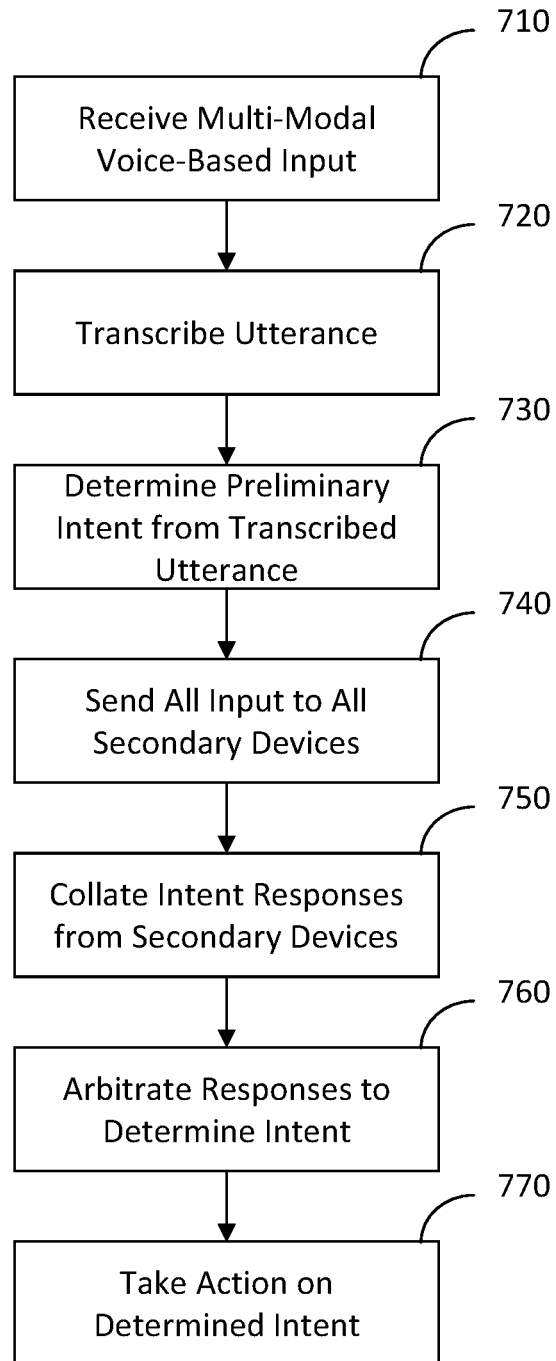 710
Receive Multi-Modal
Voice-Based Input
720
Transcribe Utterance
730
Determine Preliminary
Intent from Transcribed
Utterance
740
Send All Input to All
Secondary Devices
750
Collate Intent Responses
from Secondary Devices
760
Arbitrate Responses to
Determine Intent
770
Take Action on
Determined Intent